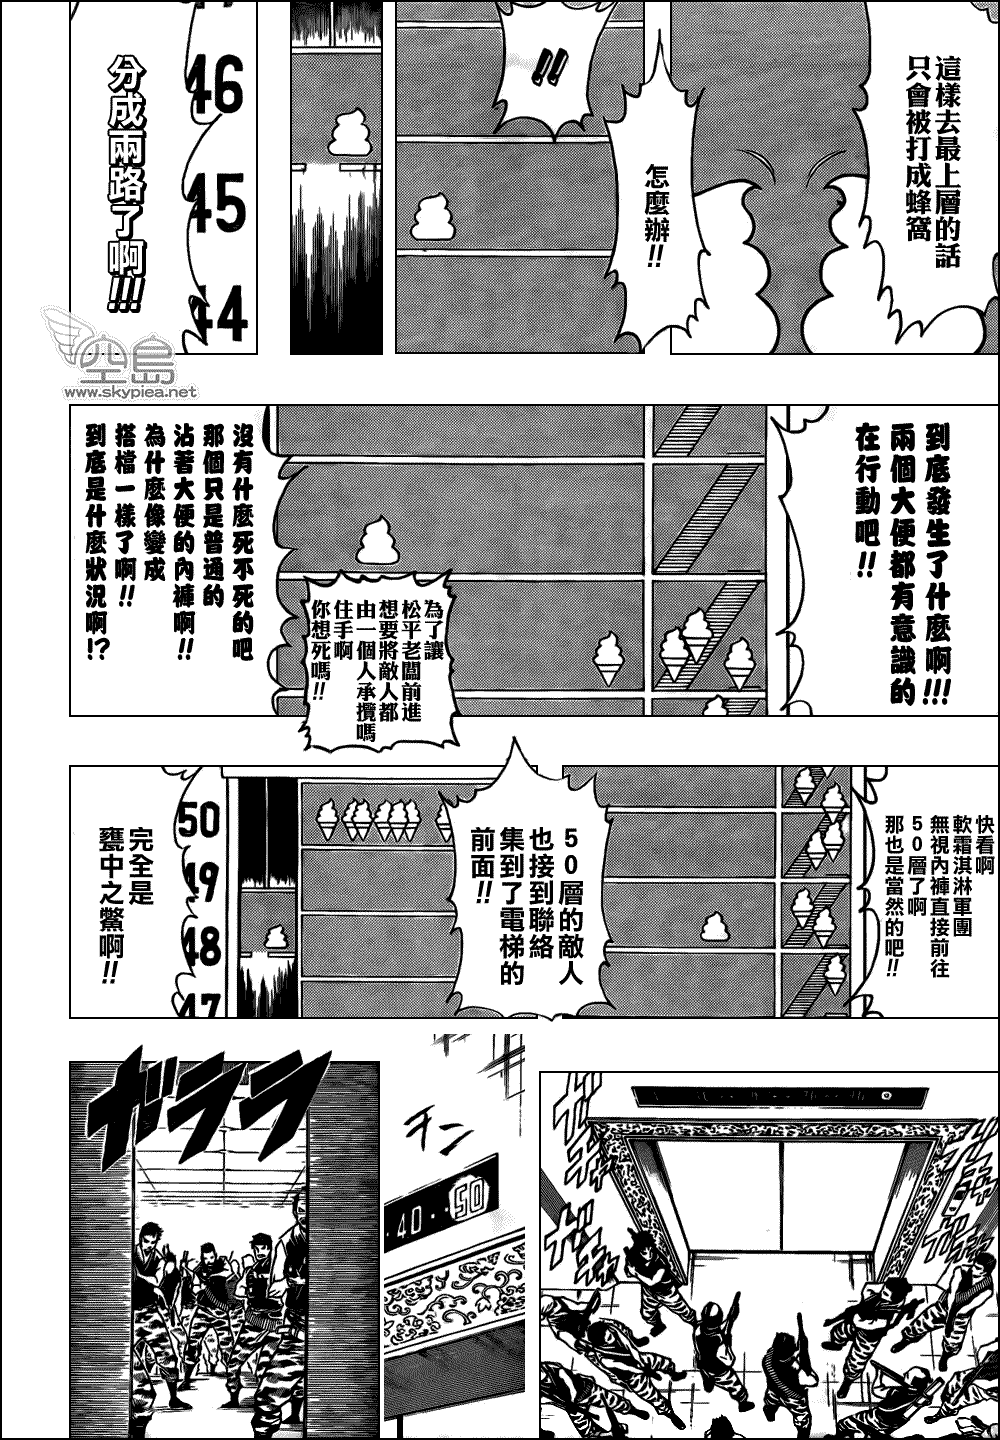 這樣去最上層的話
只會被打成蜂窩
怎麼辦!!
!!
46
45
44
分成兩路了啊!!!
空島
www.skypiea.net
到底發生了什麼啊!!!
兩個大便都有意識的
在行動吧!!
為了讓
松平老闆前進
想要將敵人都
由一個人承攬嗎
住手啊
你想死嗎!!
沒有什麼死不死的吧
那個只是普通的
沾著大便的內褲啊!!
為什麼像變成
搭檔一樣了啊!!
到底是什麼狀況啊!?
快看啊
軟霜淇淋軍團
無視內褲直接前往
50層了啊
那也是當然的吧!!
50層的敵人
也接到聯絡
集到了電梯的
前面!!
50
49
48
47
完全是
甕中之鱉啊!!
チン
40··50
ガララ